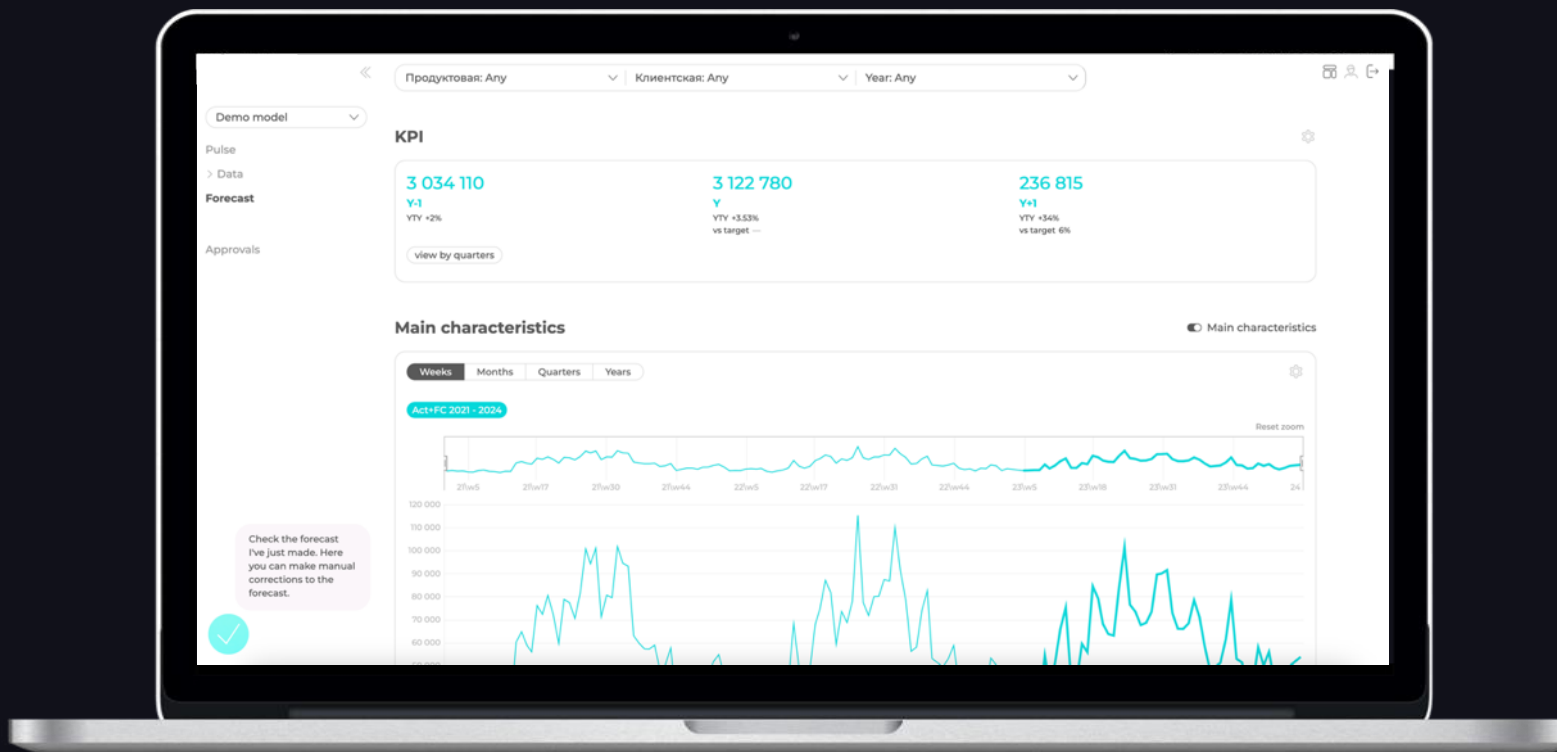 Продуктовая: Any
Клиентская: Any
Year: Any
Demo model
Pulse
Data
Forecast
Approvals
KPI
3 034 110
Y-1
YTY +2%
3 122 780
Y
YTY +3.53%
vs target —
236 815
Y+1
YTY +34%
vs target 6%
view by quarters
Main characteristics
Main characteristics
Weeks
Months
Quarters
Years
Act+FC 2021 - 2024
Reset zoom
21\w5
21\w17
21\w30
21\w44
22\w5
22\w17
22\w31
22\w44
23\w5
23\w18
23\w31
23\w44
24
120 000
110 000
100 000
90 000
80 000
70 000
60 000
Check the forecast
I've just made. Here
you can make manual
corrections to the
forecast.